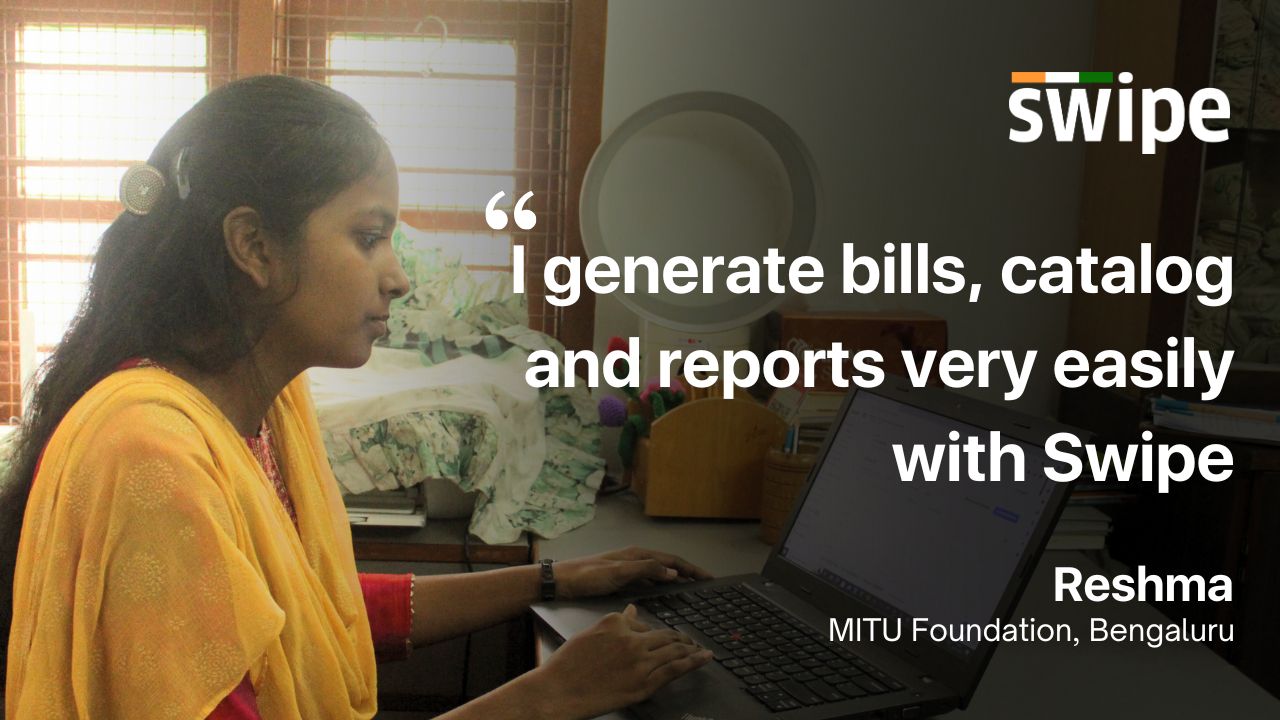 swipe
“
I generate bills, catalog
and reports very easily
with Swipe
Reshma
MITU Foundation, Bengaluru